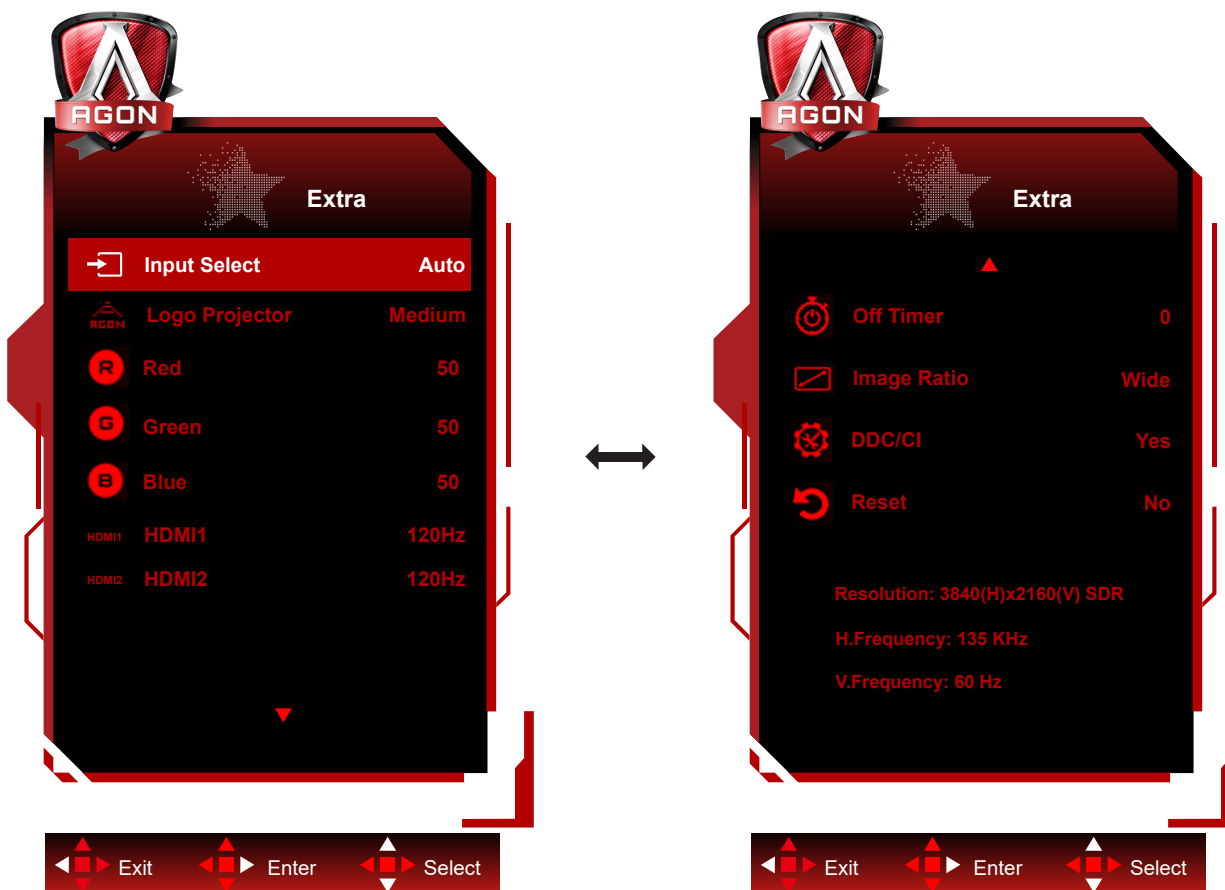 AGON
Extra
Input Select Auto
AGON Logo Projector Medium
R Red 50
G Green 50
B Blue 50
HDMI1 HDMI1 120Hz
HDMI2 HDMI2 120Hz
Exit Enter Select
AGON
Extra
Off Timer 0
Image Ratio Wide
DDC/CI Yes
Reset No
Resolution: 3840(H)x2160(V) SDR
H.Frequency: 135 KHz
V.Frequency: 60 Hz
Exit Enter Select